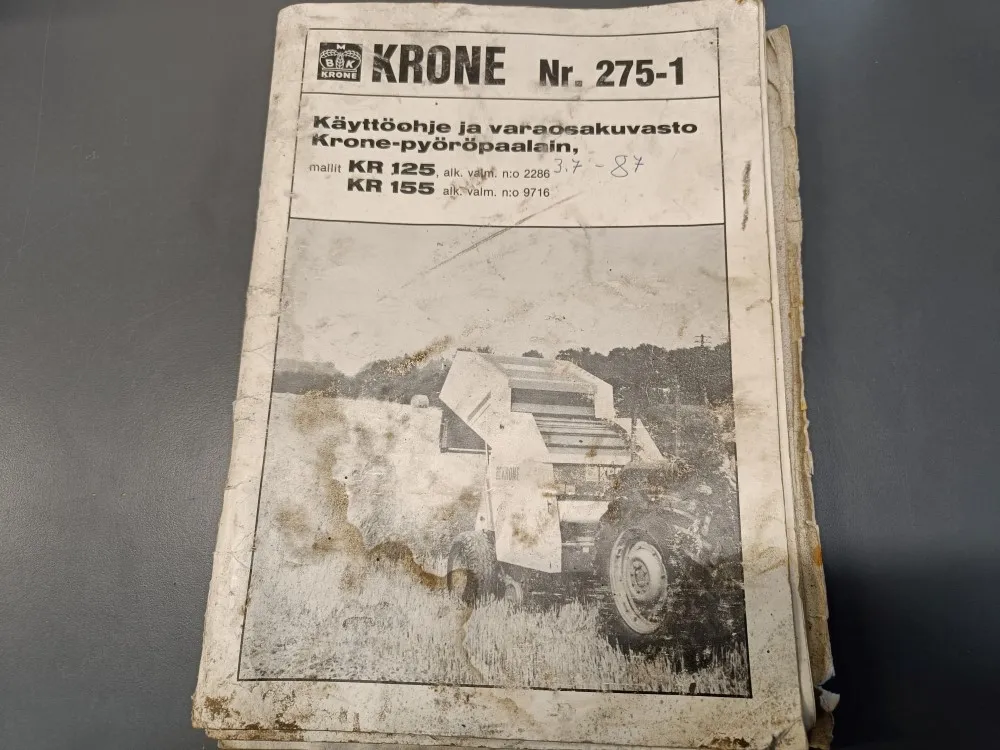 M
B K
KRONE
KRONE Nr. 275-1
Käyttöohje ja varaosakuvasto
Krone-pyöröpaalain,
mallit KR 125, alk. valm. n:o 2286 3.7 - 87
KR 155 alk. valm. n:o 9716
KRONE